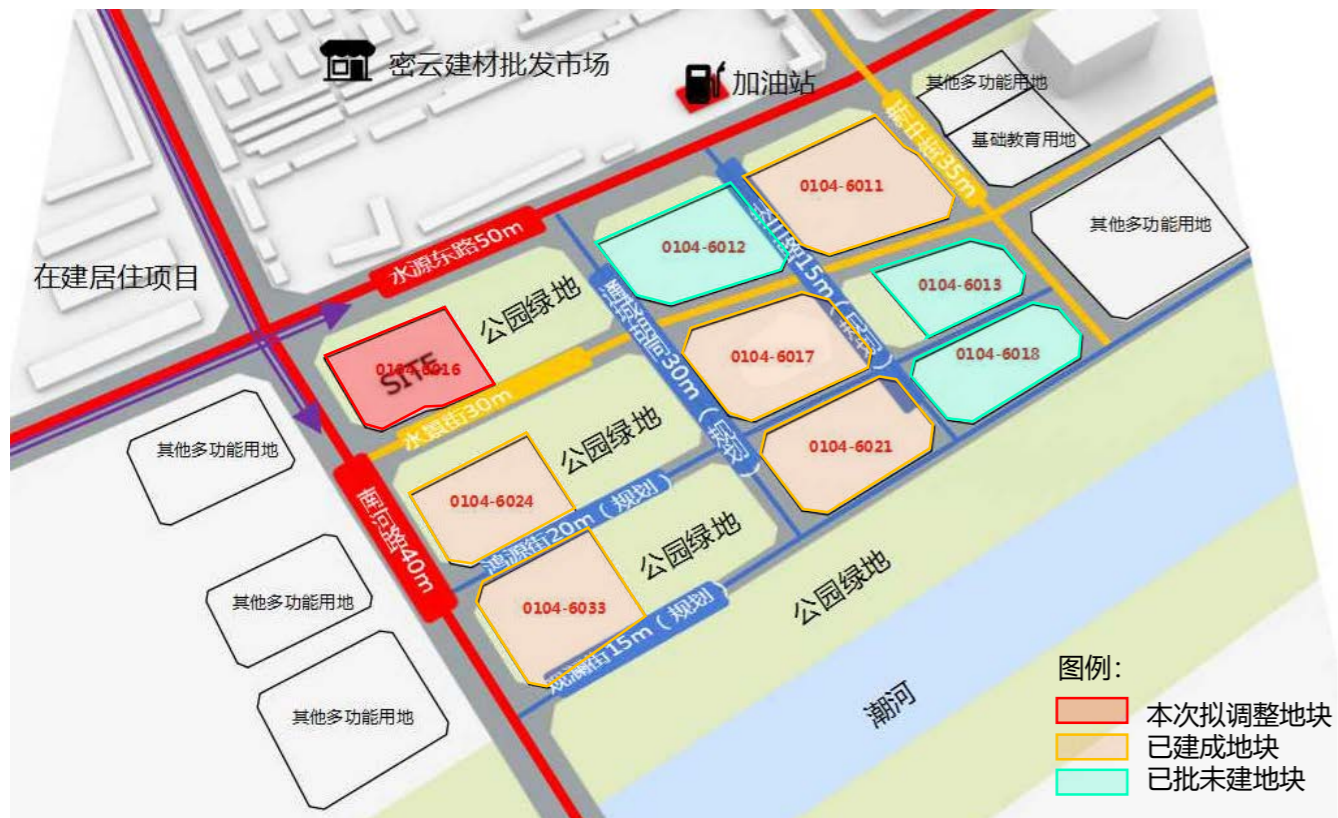 密云建材批发市场
加油站
其他多功能用地
基础教育用地
其他多功能用地
0104-6011
0104-6012
0104-6013
0104-6017
0104-6018
0104-6021
在建居住项目
水源东路50m
公园绿地
SITE
水景街30m
公园绿地
0104-6024
鸿源街20m（规划）
公园绿地
0104-6033
观澜街15m（规划）
公园绿地
潮河
其他多功能用地
其他多功能用地
其他多功能用地
图例：
本次拟调整地块
已建成地块
已批未建地块